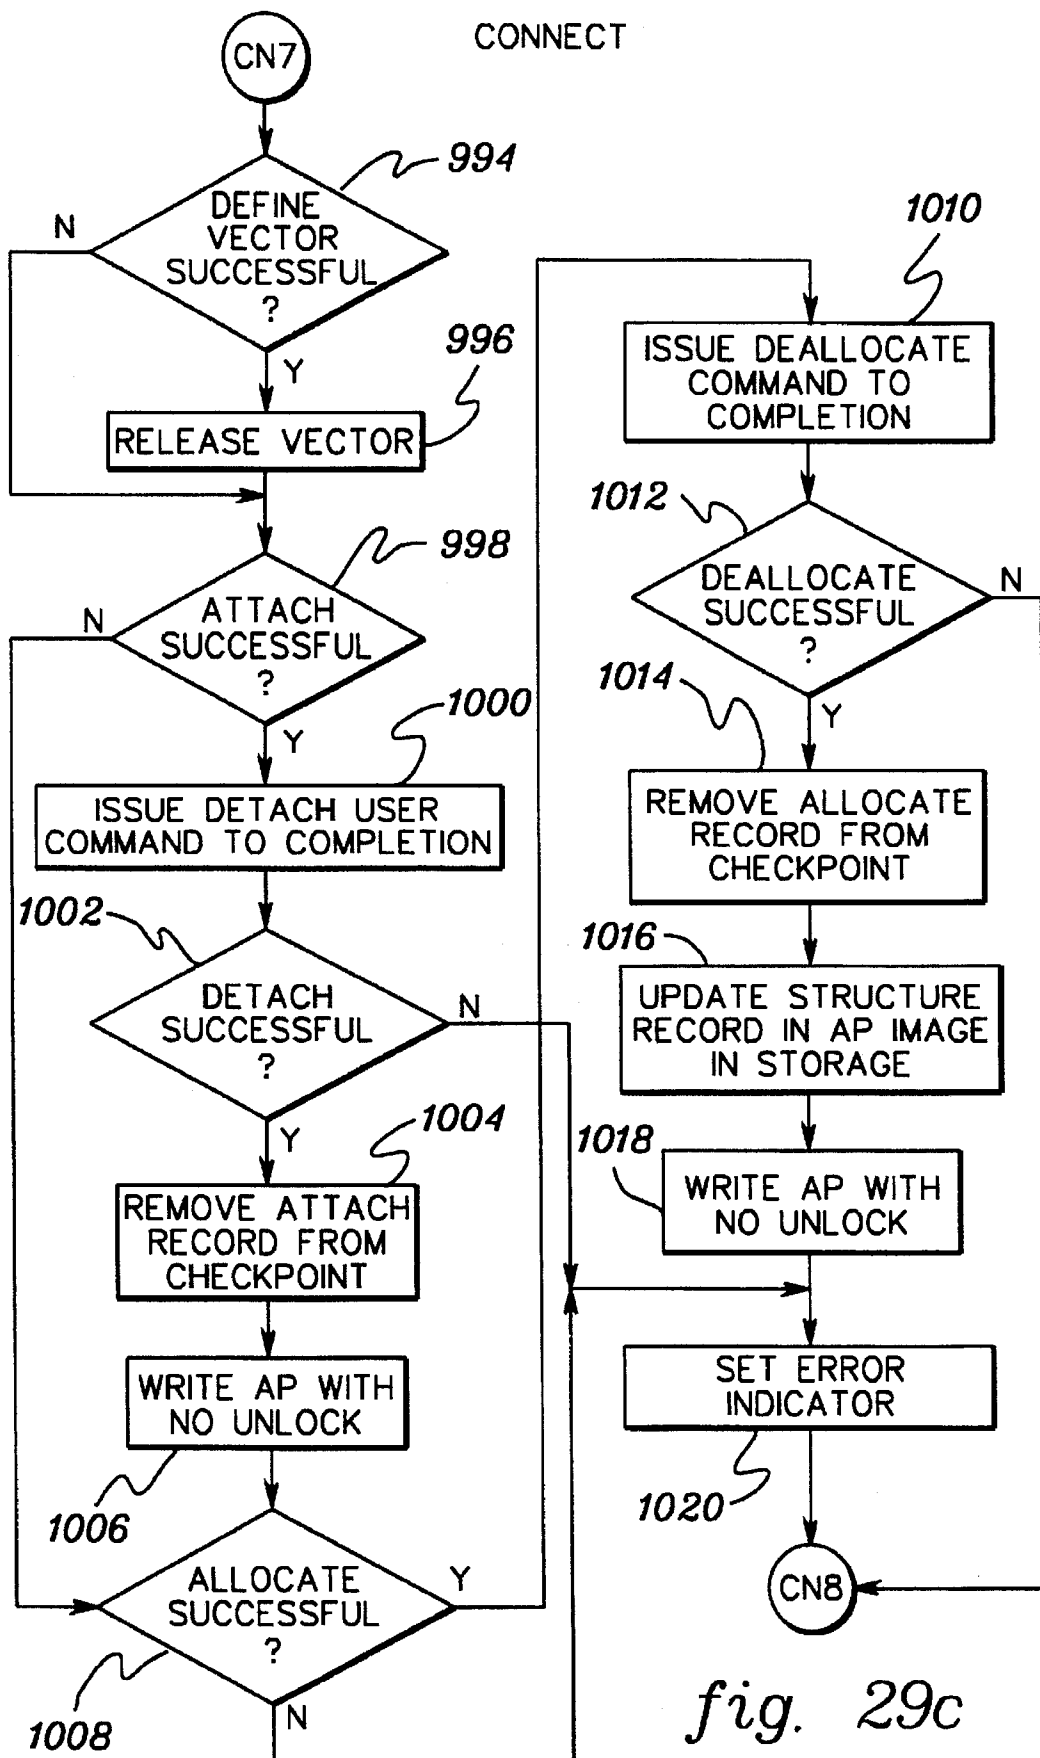 CONNECT
CN7
994
N
DEFINE
VECTOR
SUCCESSFUL
?
Y
996
RELEASE VECTOR
998
N
ATTACH
SUCCESSFUL
?
Y
1000
ISSUE DETACH USER
COMMAND TO COMPLETION
1002
DETACH
SUCCESSFUL
?
N
Y
1004
REMOVE ATTACH
RECORD FROM
CHECKPOINT
WRITE AP WITH
NO UNLOCK
1006
ALLOCATE
SUCCESSFUL
?
Y
N
1008
1010
ISSUE DEALLOCATE
COMMAND TO
COMPLETION
1012
DEALLOCATE
SUCCESSFUL
?
N
Y
1014
REMOVE ALLOCATE
RECORD FROM
CHECKPOINT
1016
UPDATE STRUCTURE
RECORD IN AP IMAGE
IN STORAGE
1018
WRITE AP WITH
NO UNLOCK
SET ERROR
INDICATOR
1020
CN8
fig. 29c